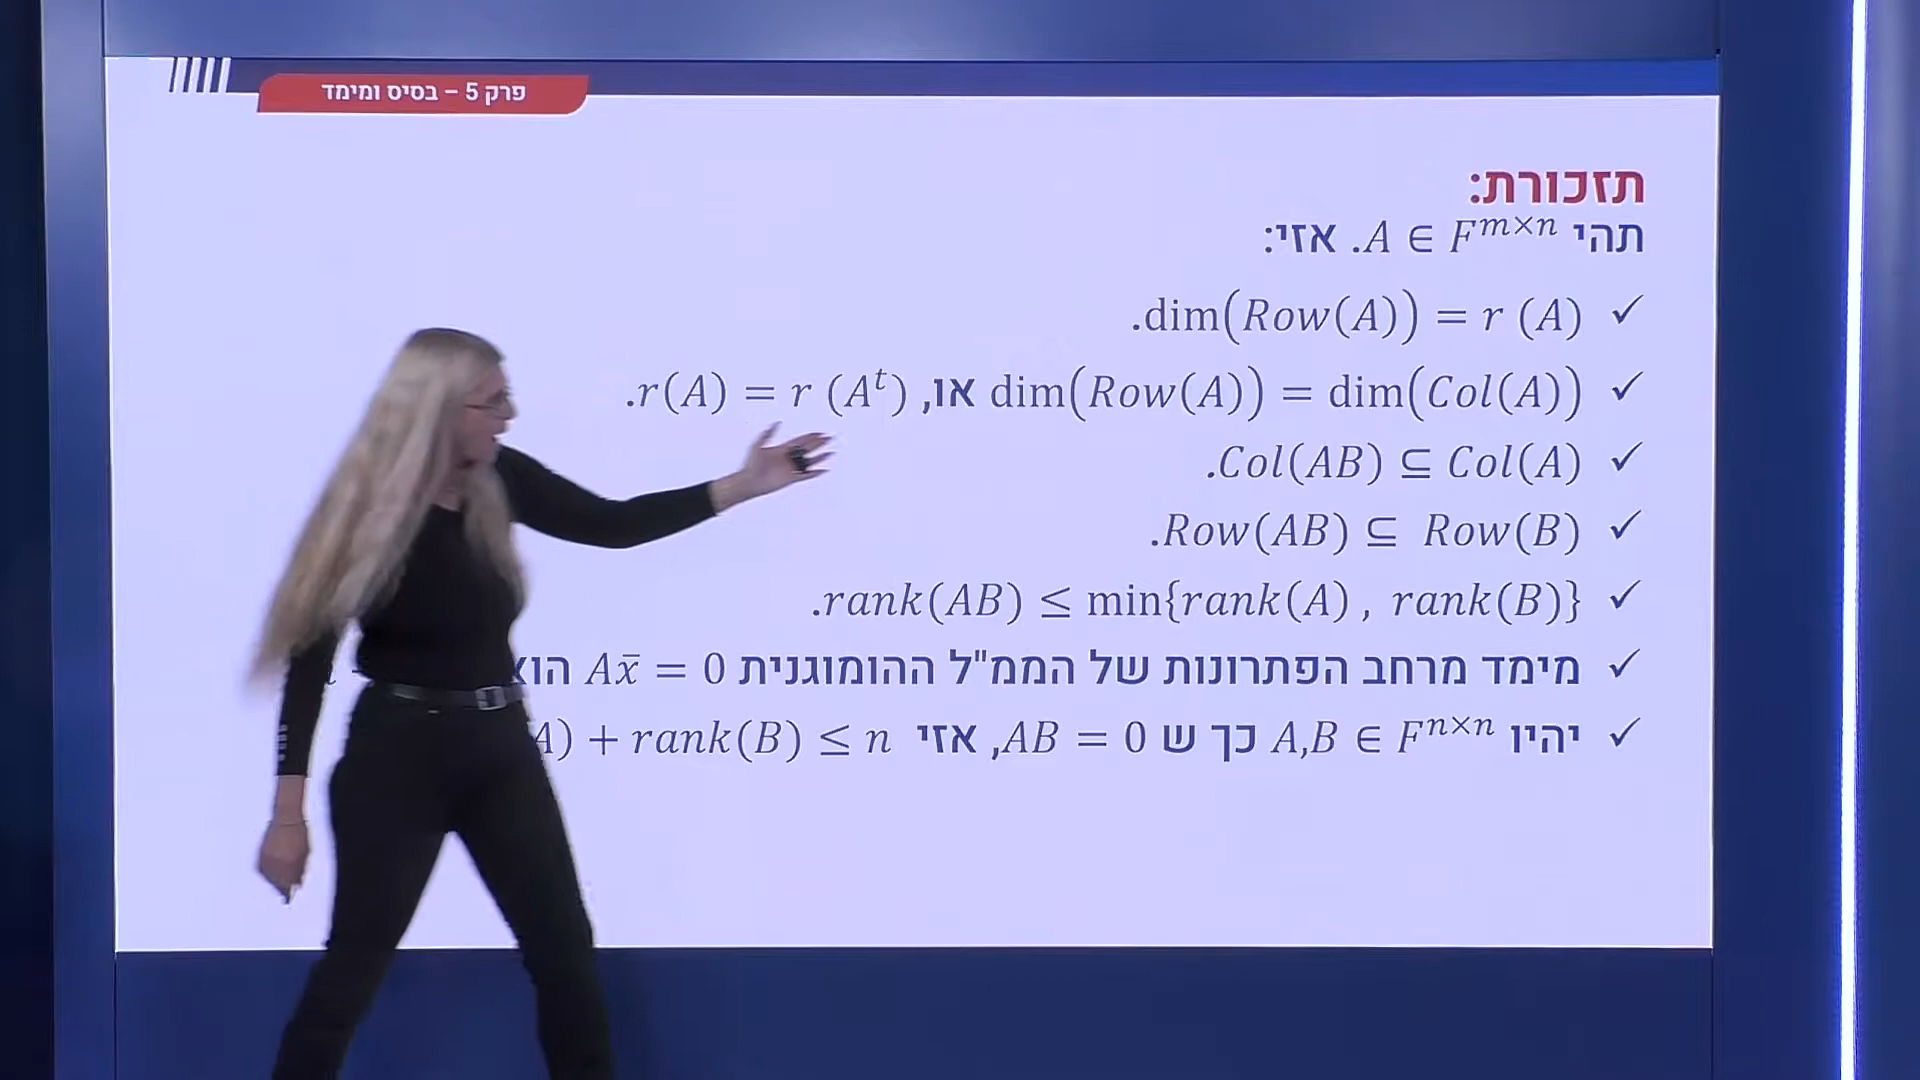 פרק 5 – בסיס ומימד
תזכורת:
תהי A ∈ F^{m×n}. אזי:
✓ dim(Row(A)) = r (A).
✓ dim(Row(A)) = dim(Col(A)) או, r(A) = r (A^t).
✓ Col(AB) ⊆ Col(A).
✓ Row(AB) ⊆ Row(B).
✓ rank(AB) ≤ min{rank(A) , rank(B)}.
✓ מימד מרחב הפתרונות של הממ"ל ההומוגנית Ax̄ = 0
✓ יהיו A,B ∈ F^{n×n} כך ש AB = 0, אזי A) + rank(B) ≤ n